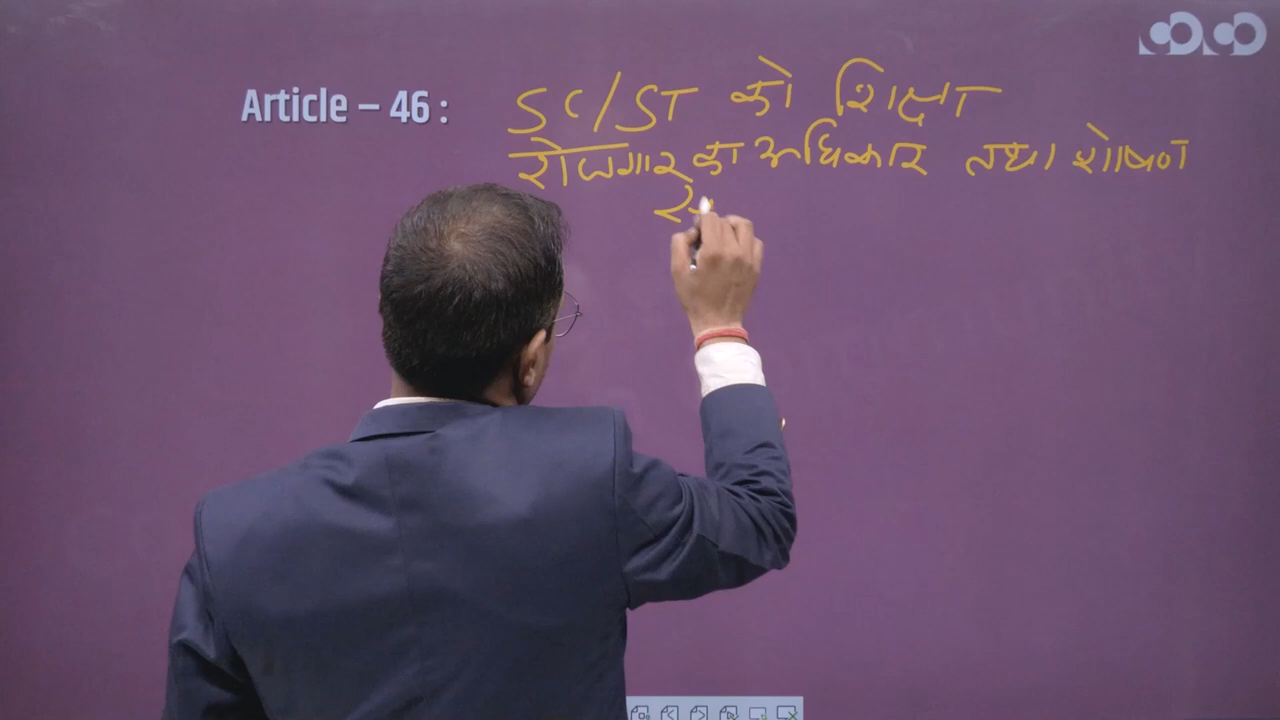 Article – 46 : SC/ST को शिक्षा
रोजगार का अधिकार तथा शोषण